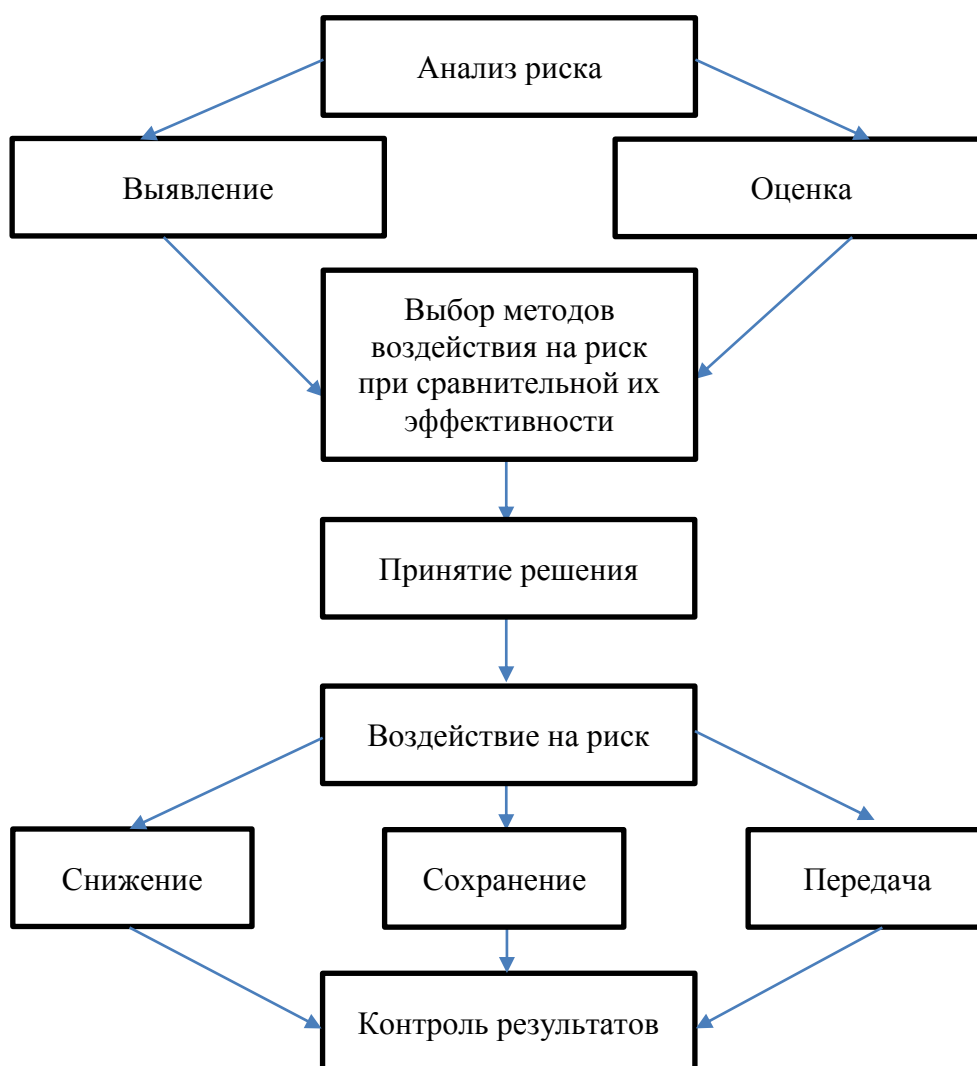 Анализ риска
Выявление
Оценка
Выбор методов
воздействия на риск
при сравнительной их
эффективности
Принятие решения
Воздействие на риск
Снижение
Сохранение
Передача
Контроль результатов